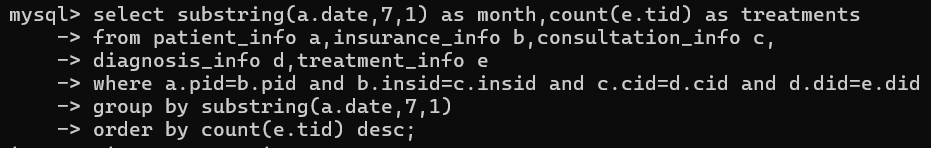 mysql> select substring(a.date,7,1) as month,count(e.tid) as treatments
    -> from patient_info a,insurance_info b,consultation_info c,
    -> diagnosis_info d,treatment_info e
    -> where a.pid=b.pid and b.insid=c.insid and c.cid=d.cid and d.did=e.did
    -> group by substring(a.date,7,1)
    -> order by count(e.tid) desc;